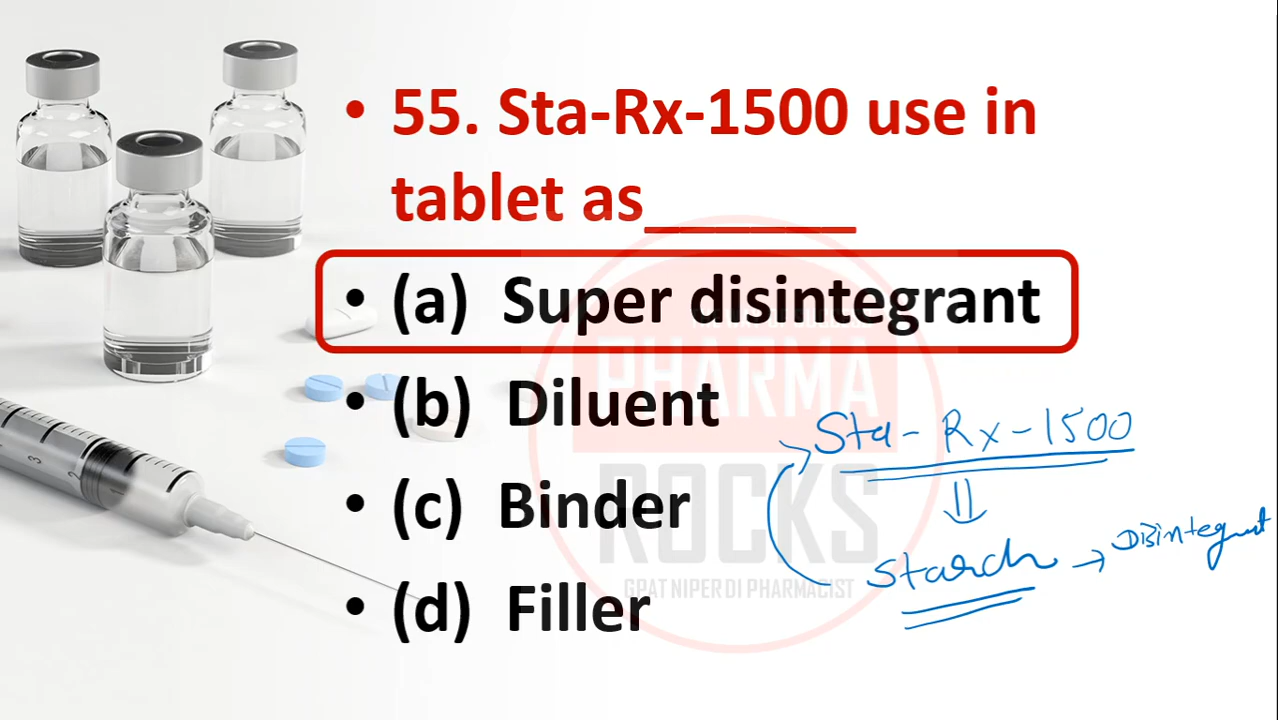 • 55. Sta-Rx-1500 use in
tablet as_______
• (a) Super disintegrant
• (b) Diluent
• (c) Binder
• (d) Filler
Sta-Rx-1500
Starch → Disintegrant
PHARMA
ROCKS
GPAT NIPER DI PHARMACIST